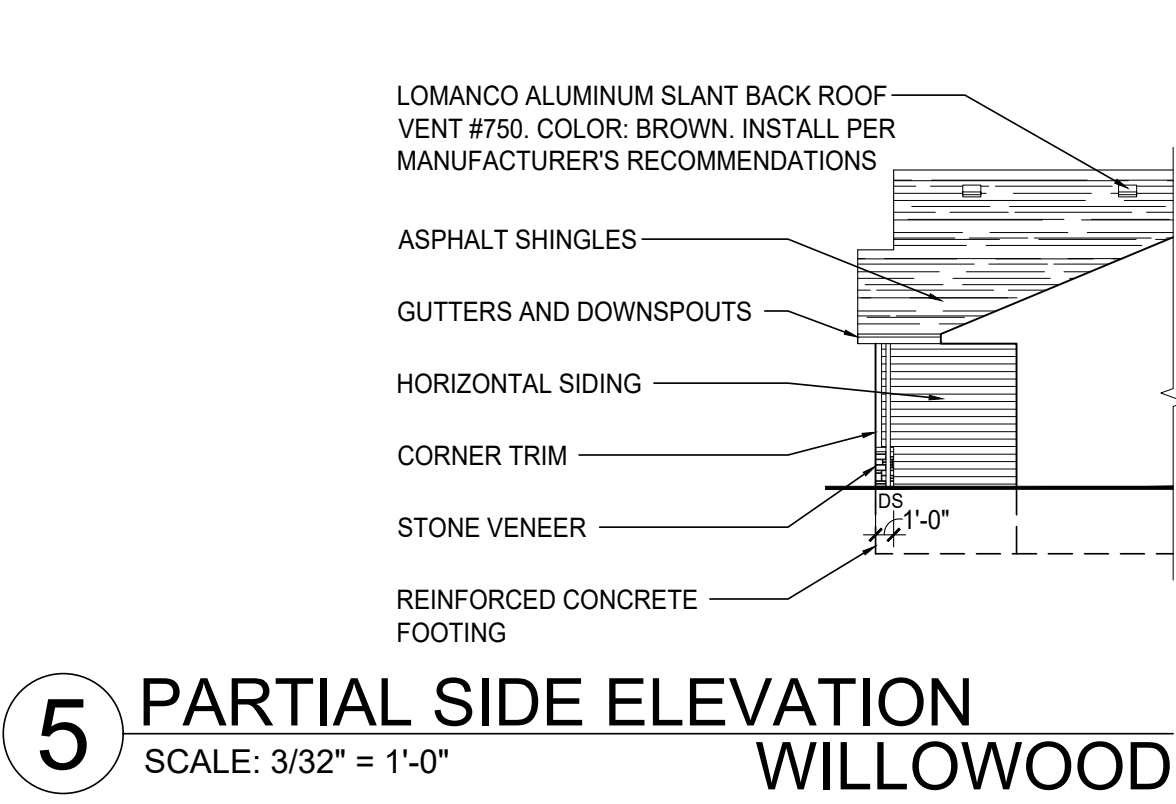 LOMANCO ALUMINUM SLANT BACK ROOF
VENT #750. COLOR: BROWN. INSTALL PER
MANUFACTURER'S RECOMMENDATIONS
ASPHALT SHINGLES
GUTTERS AND DOWNSPOUTS
HORIZONTAL SIDING
CORNER TRIM
STONE VENEER
REINFORCED CONCRETE
FOOTING
DS
1'-0"
5
PARTIAL SIDE ELEVATION
SCALE: 3/32" = 1'-0"
WILLOWOOD